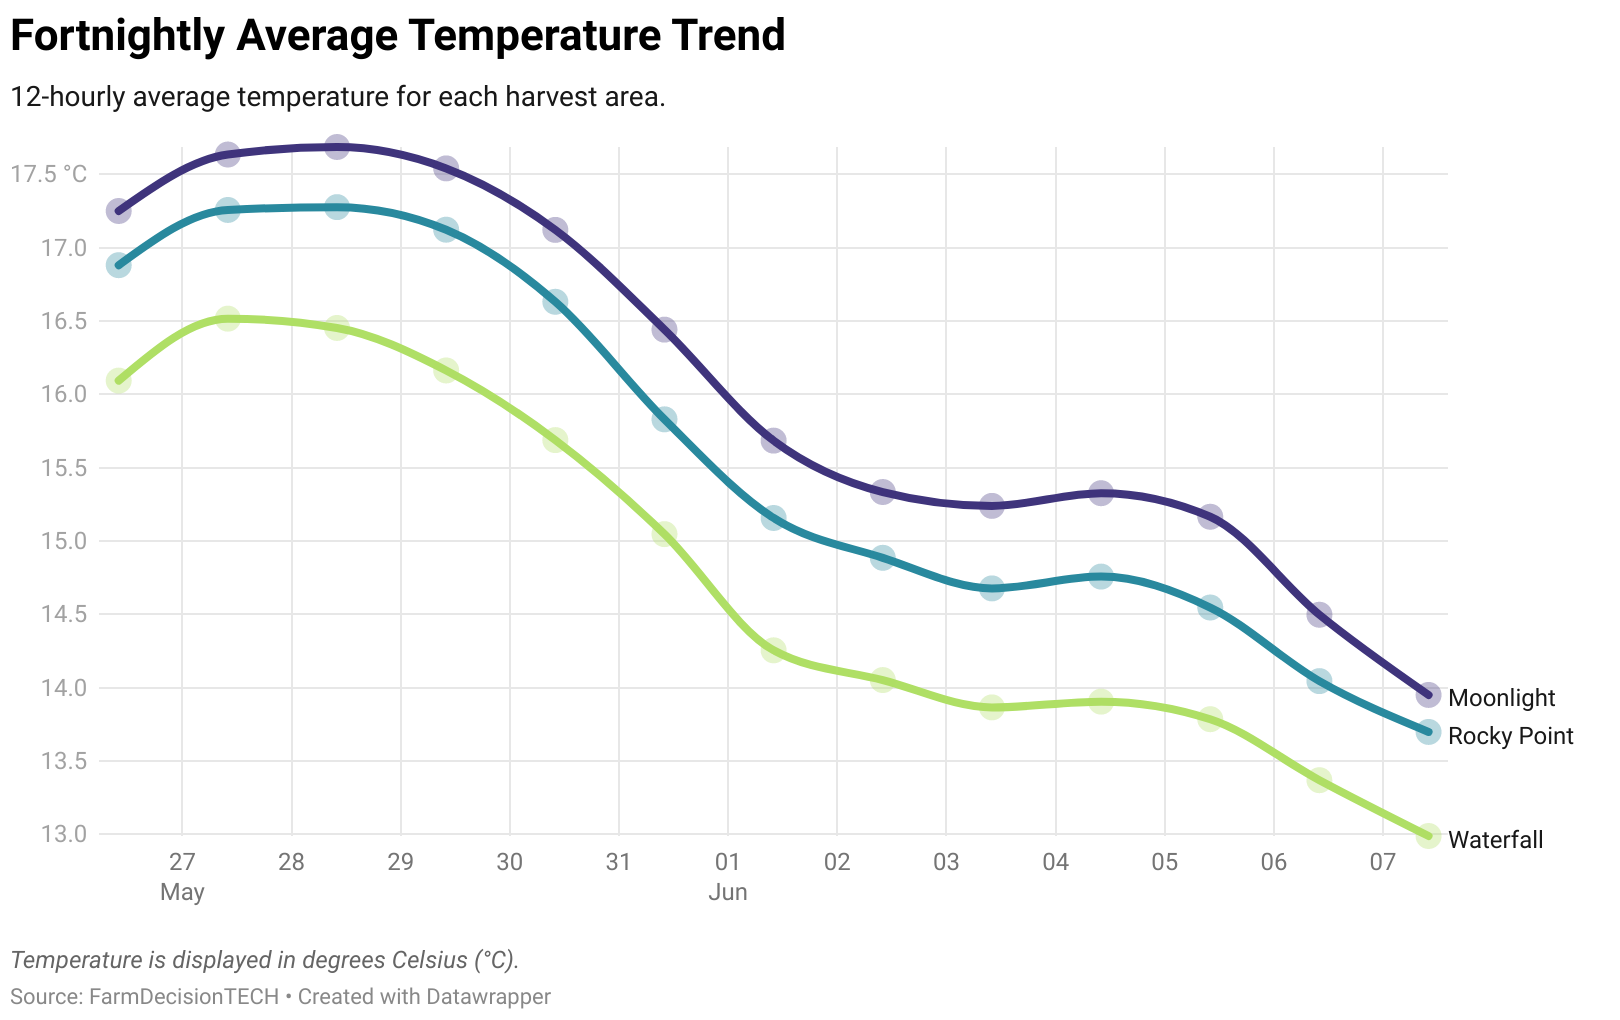 Fortnightly Average Temperature Trend
12-hourly average temperature for each harvest area.
17.5 °C
17.0
16.5
16.0
15.5
15.0
14.5
14.0
13.5
13.0
Moonlight
Rocky Point
Waterfall
27 28 29 30 31 01 02 03 04 05 06 07
May Jun
Temperature is displayed in degrees Celsius (°C).
Source: FarmDecisionTECH • Created with Datawrapper